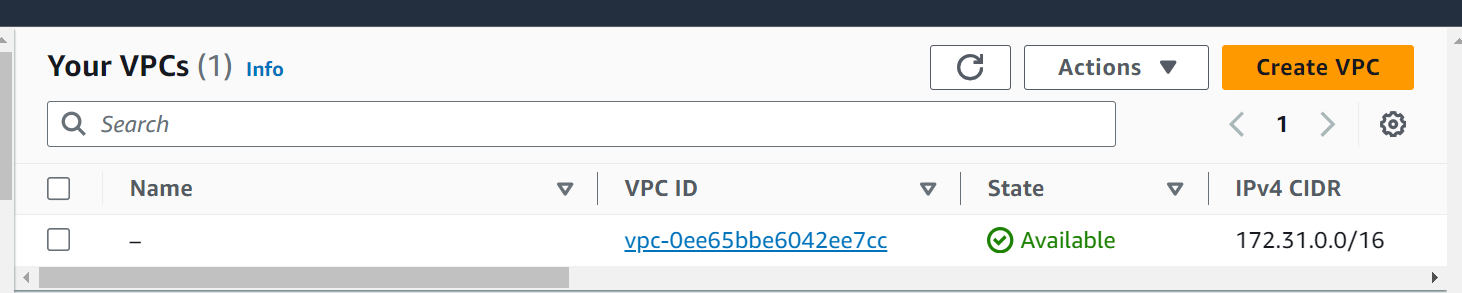 Your VPCs (1) Info
Actions
Create VPC
Search
1
Name VPC ID State IPv4 CIDR
– vpc-0ee65bbe6042ee7cc Available 172.31.0.0/16